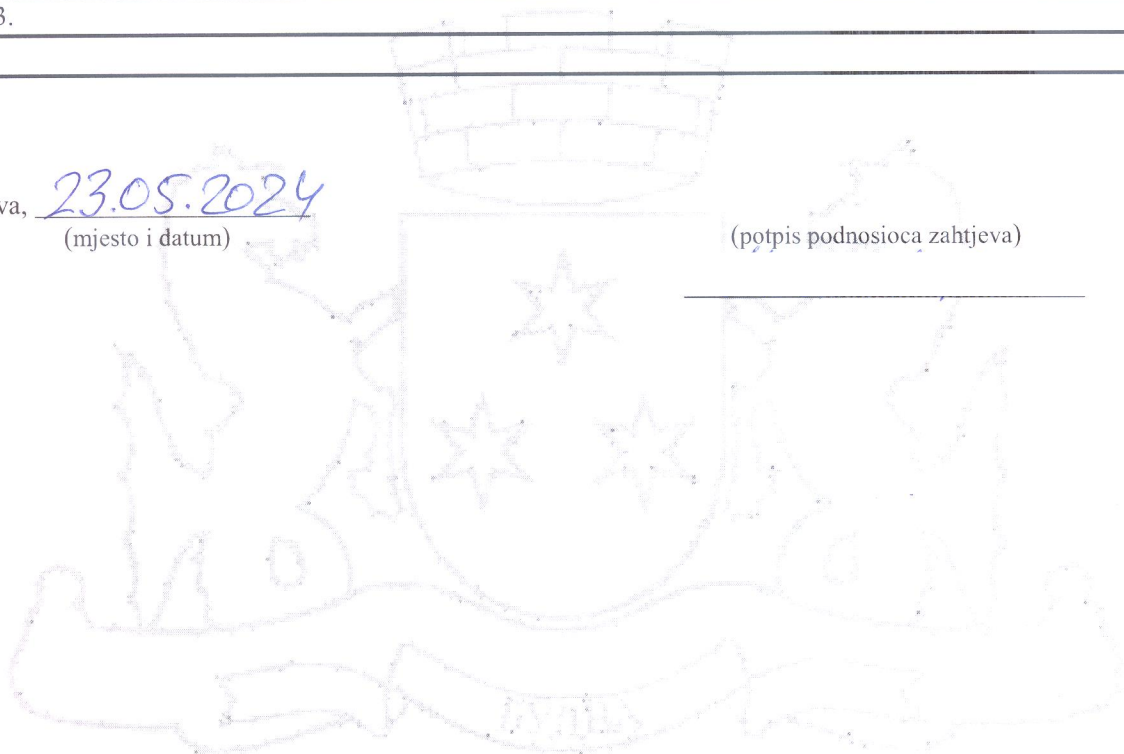 3.
va, 23.05.2024
(mjesto i datum)
(potpis podnosioca zahtjeva)